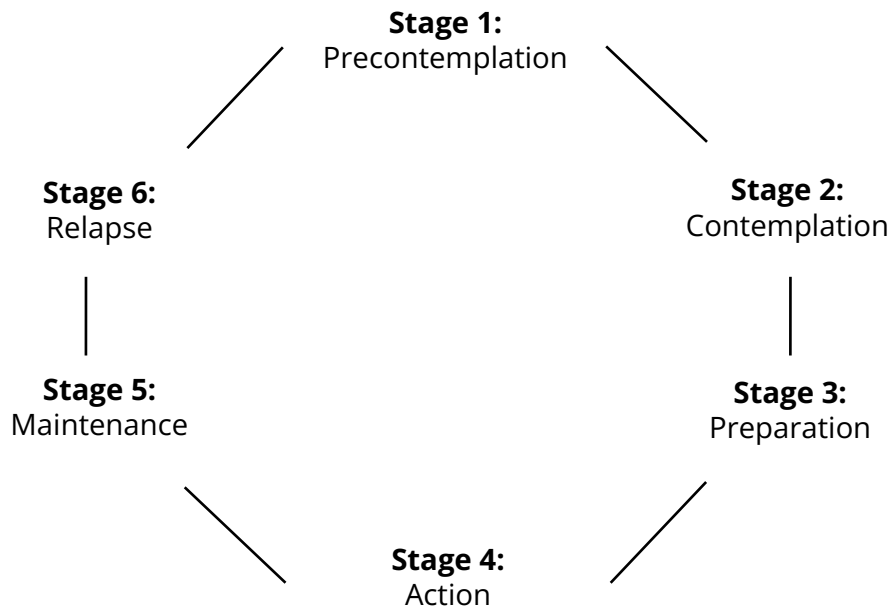 Stage 1:
Precontemplation
Stage 2:
Contemplation
Stage 3:
Preparation
Stage 4:
Action
Stage 5:
Maintenance
Stage 6:
Relapse